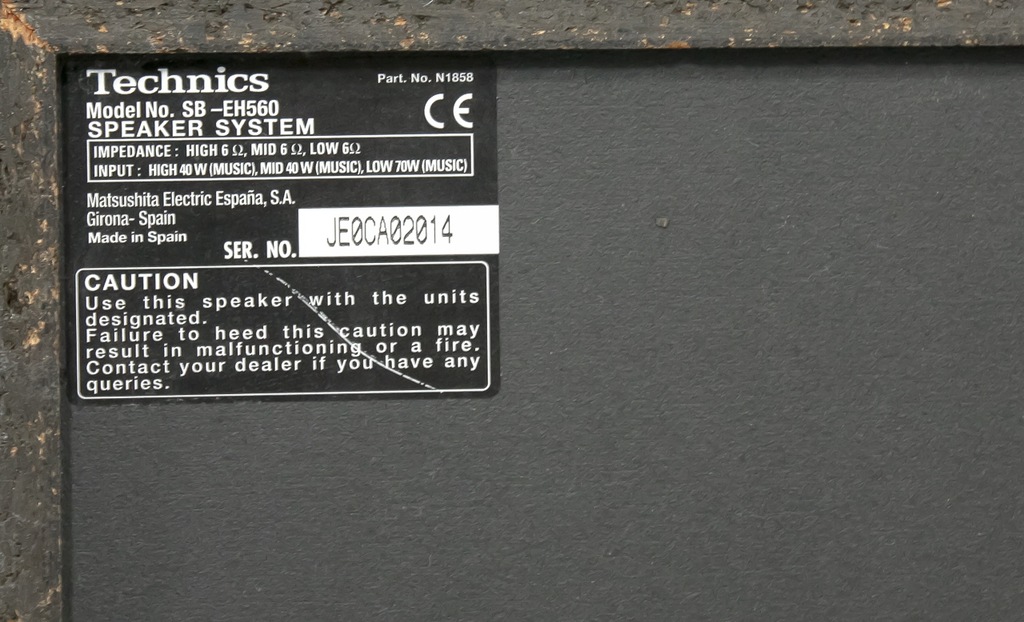 Technics
Part. No. N1858
Model No. SB –EH560
CE
SPEAKER SYSTEM
IMPEDANCE : HIGH 6 Ω, MID 6 Ω, LOW 6Ω
INPUT : HIGH 40 W (MUSIC), MID 40 W (MUSIC), LOW 70W (MUSIC)
Matsushita Electric España, S.A.
Girona- Spain
Made in Spain
SER. NO. JE0CA02014
CAUTION
Use this speaker with the units
designated.
Failure to heed this caution may
result in malfunctioning or a fire.
Contact your dealer if you have any
queries.